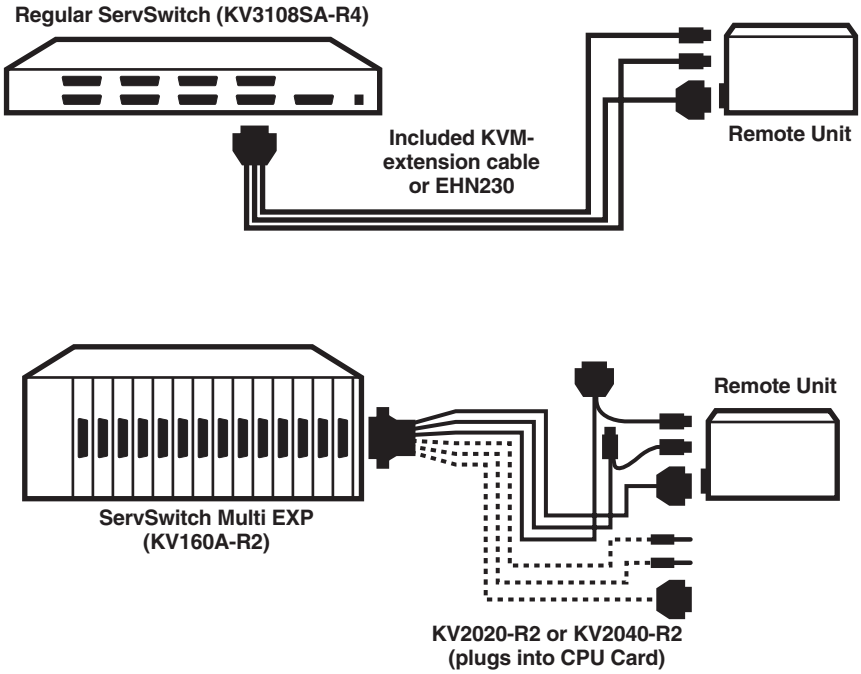 Regular ServSwitch (KV3108SA-R4)
Included KVM-
extension cable
or EHN230
Remote Unit
Remote Unit
ServSwitch Multi EXP
(KV160A-R2)
KV2020-R2 or KV2040-R2
(plugs into CPU Card)